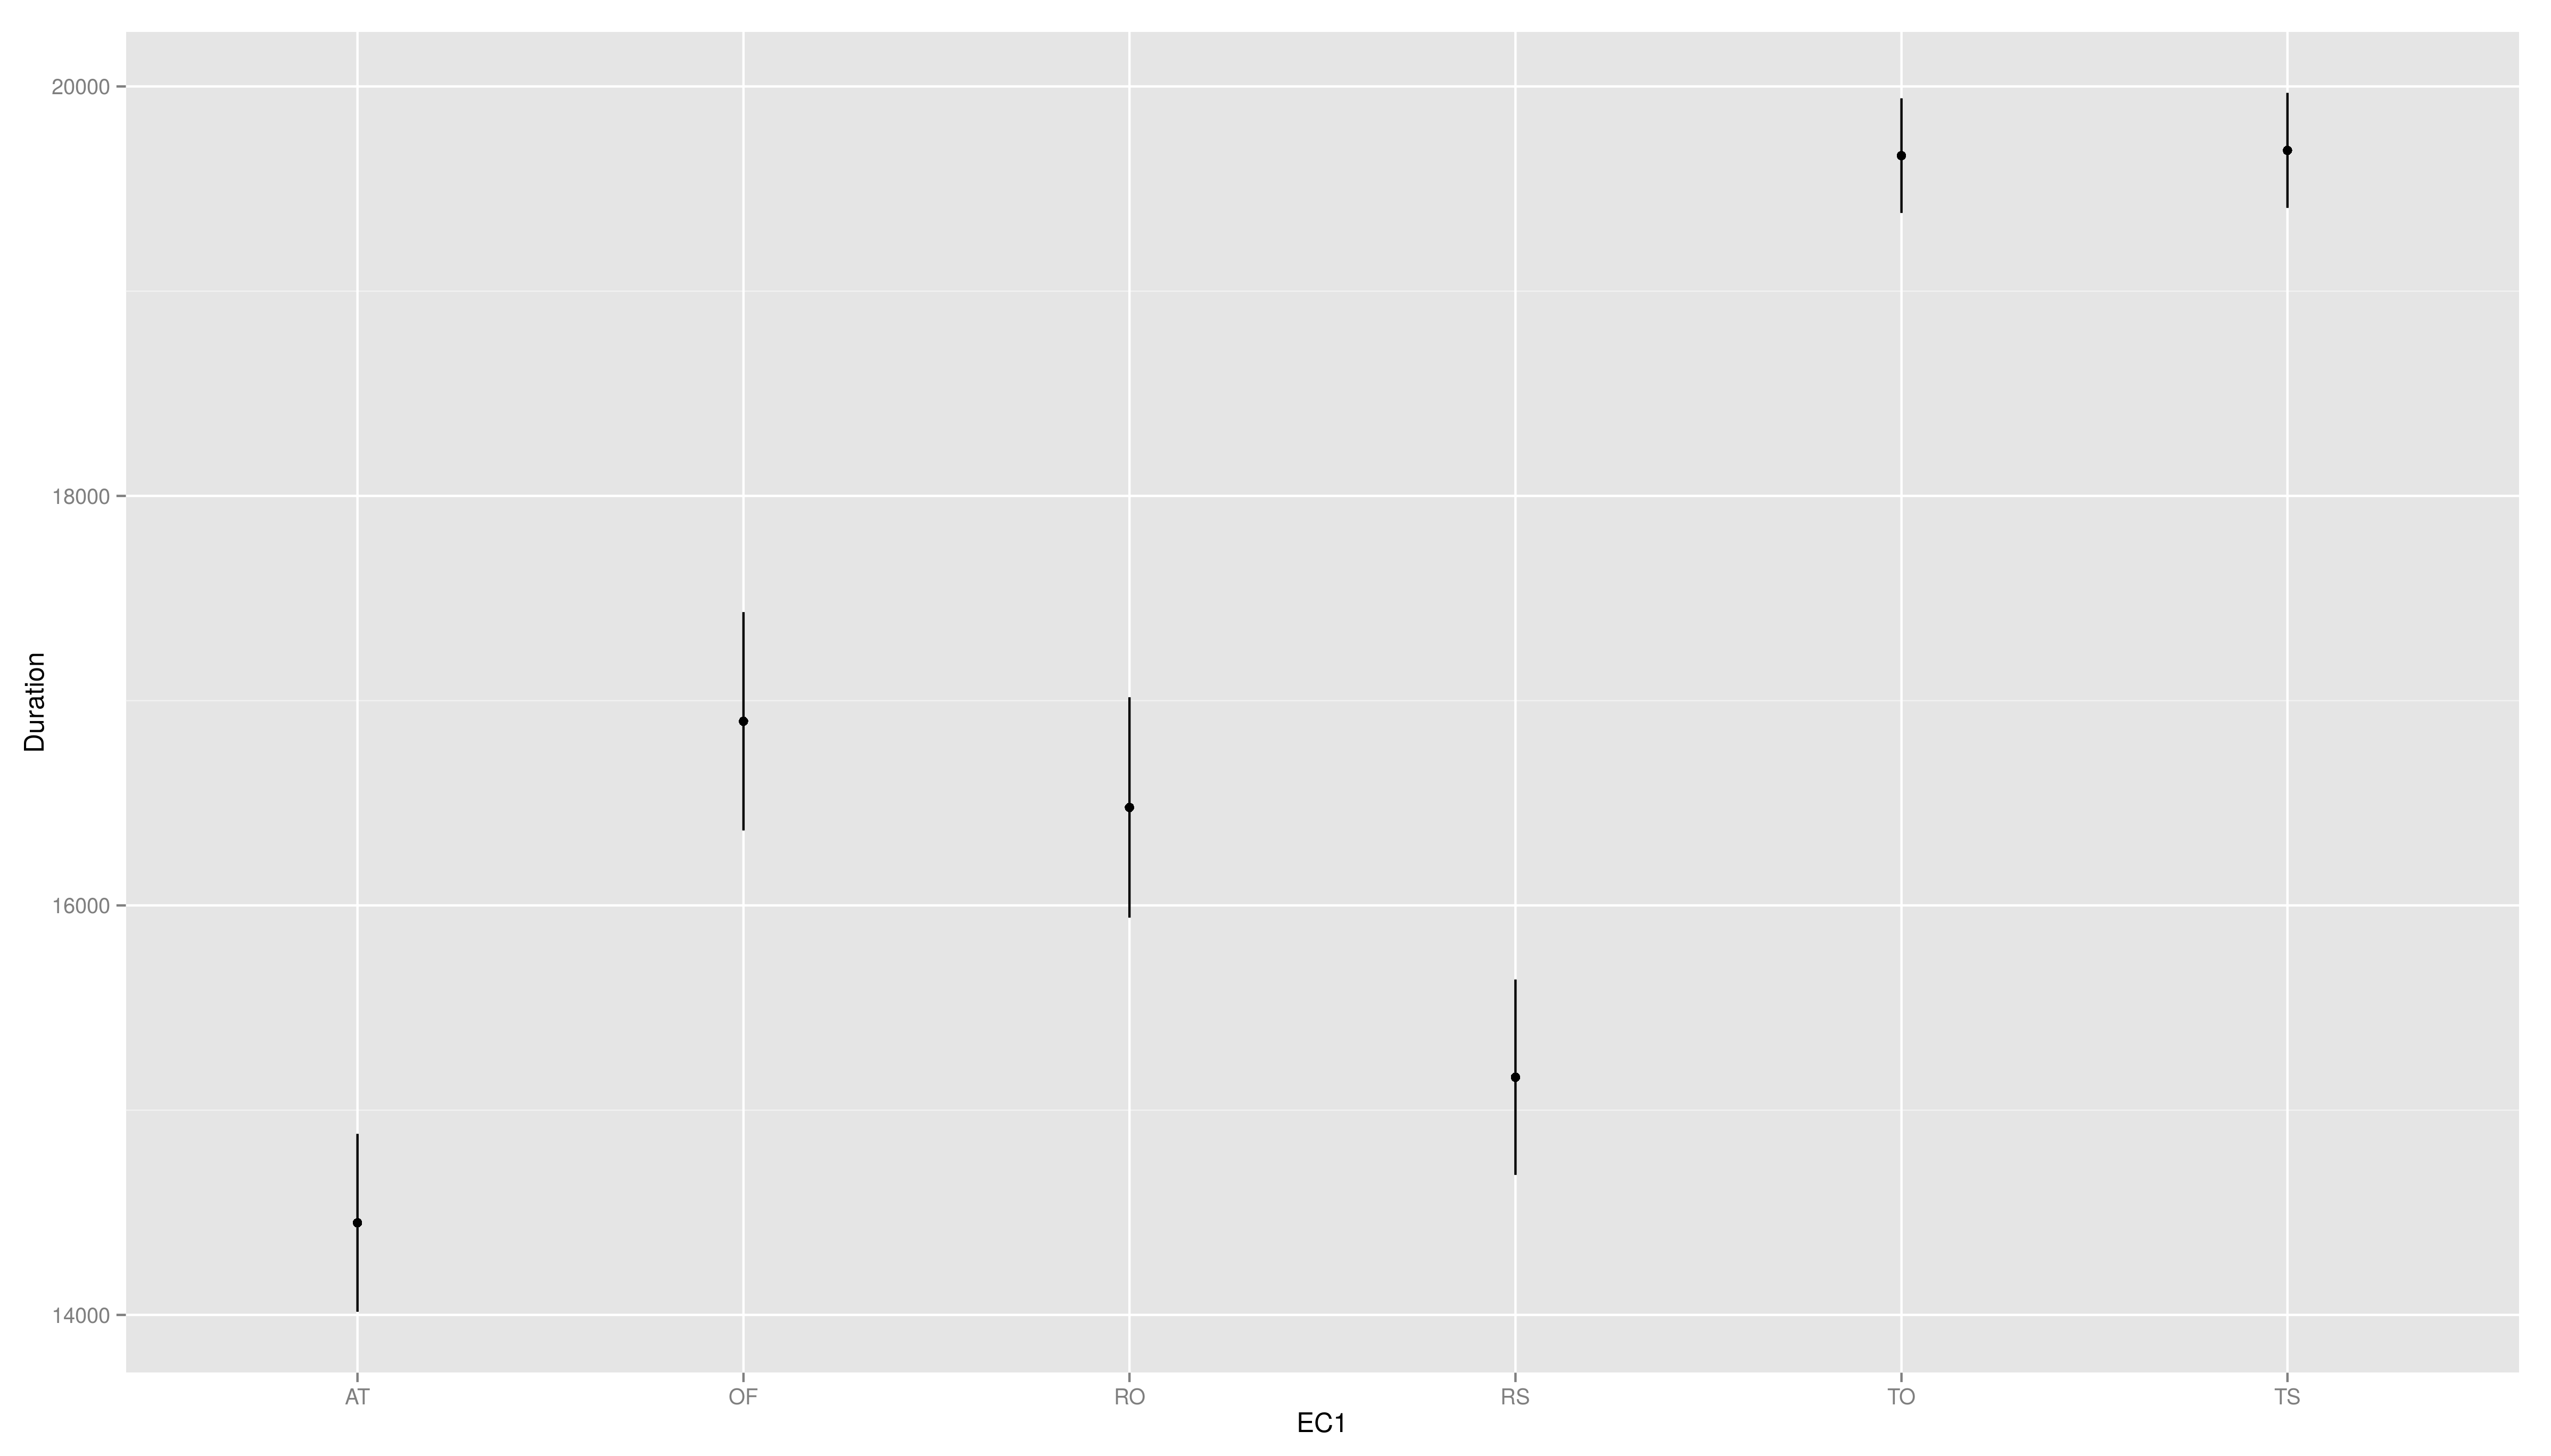 20000
18000
16000
14000
Duration
AT OF RO RS TO TS
EC1